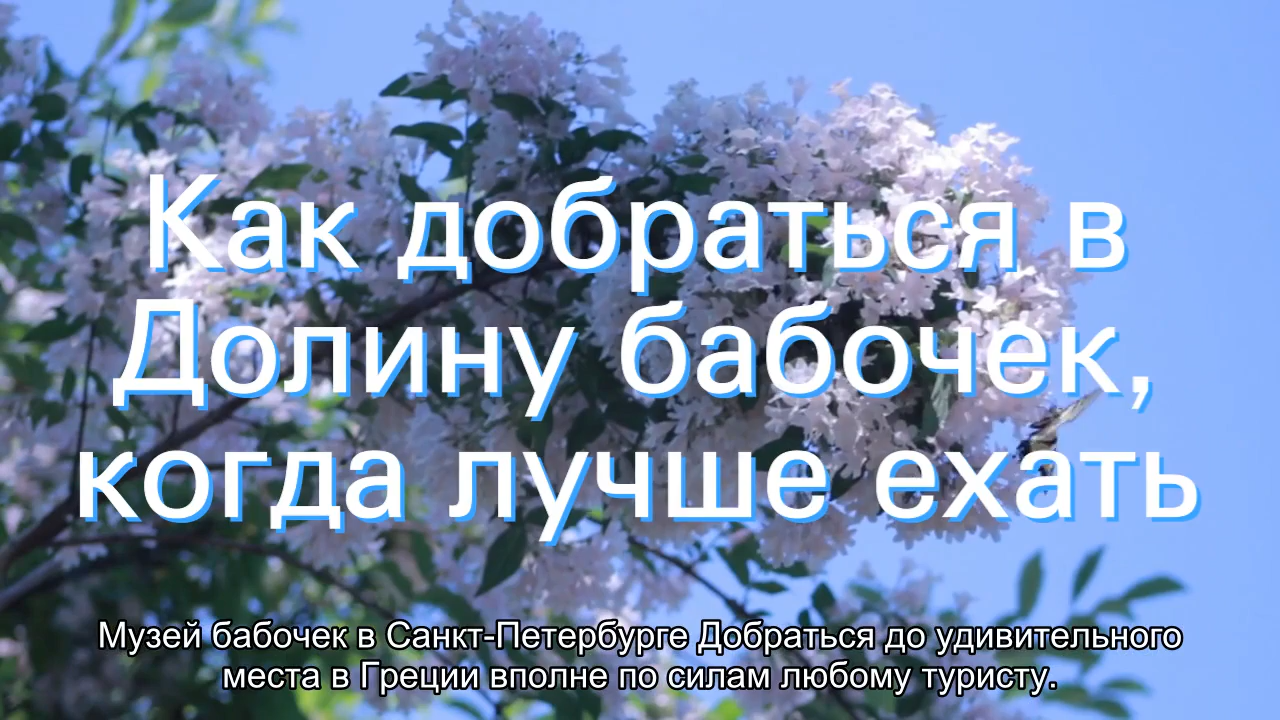 Как добраться в
Долину бабочек,
когда лучше ехать
Музей бабочек в Санкт-Петербурге Добраться до удивительного
места в Греции вполне по силам любому туристу.